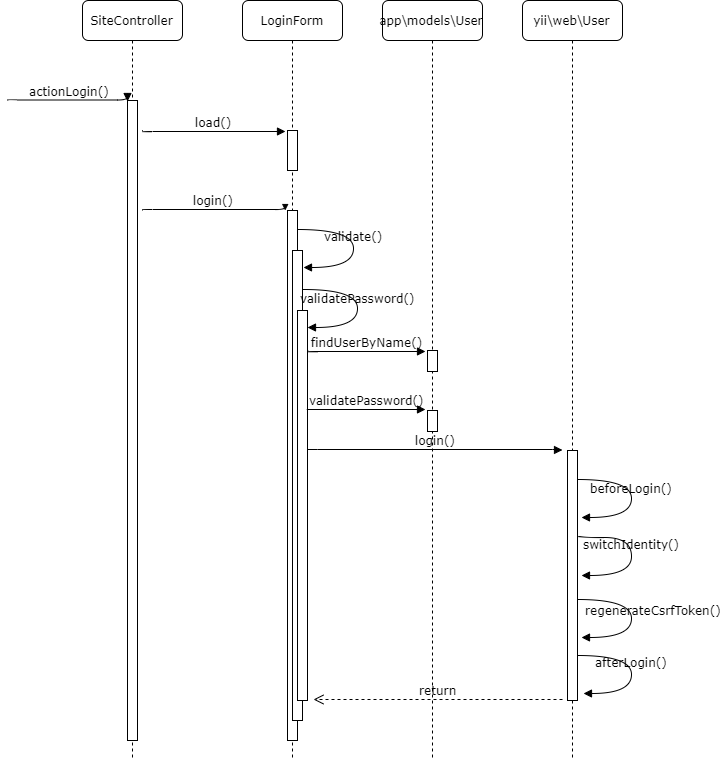 SiteController
LoginForm
app\models\User
yii\web\User
actionLogin()
load()
login()
validate()
validatePassword()
findUserByName()
validatePassword()
login()
beforeLogin()
switchIdentity()
regenerateCsrfToken()
afterLogin()
return